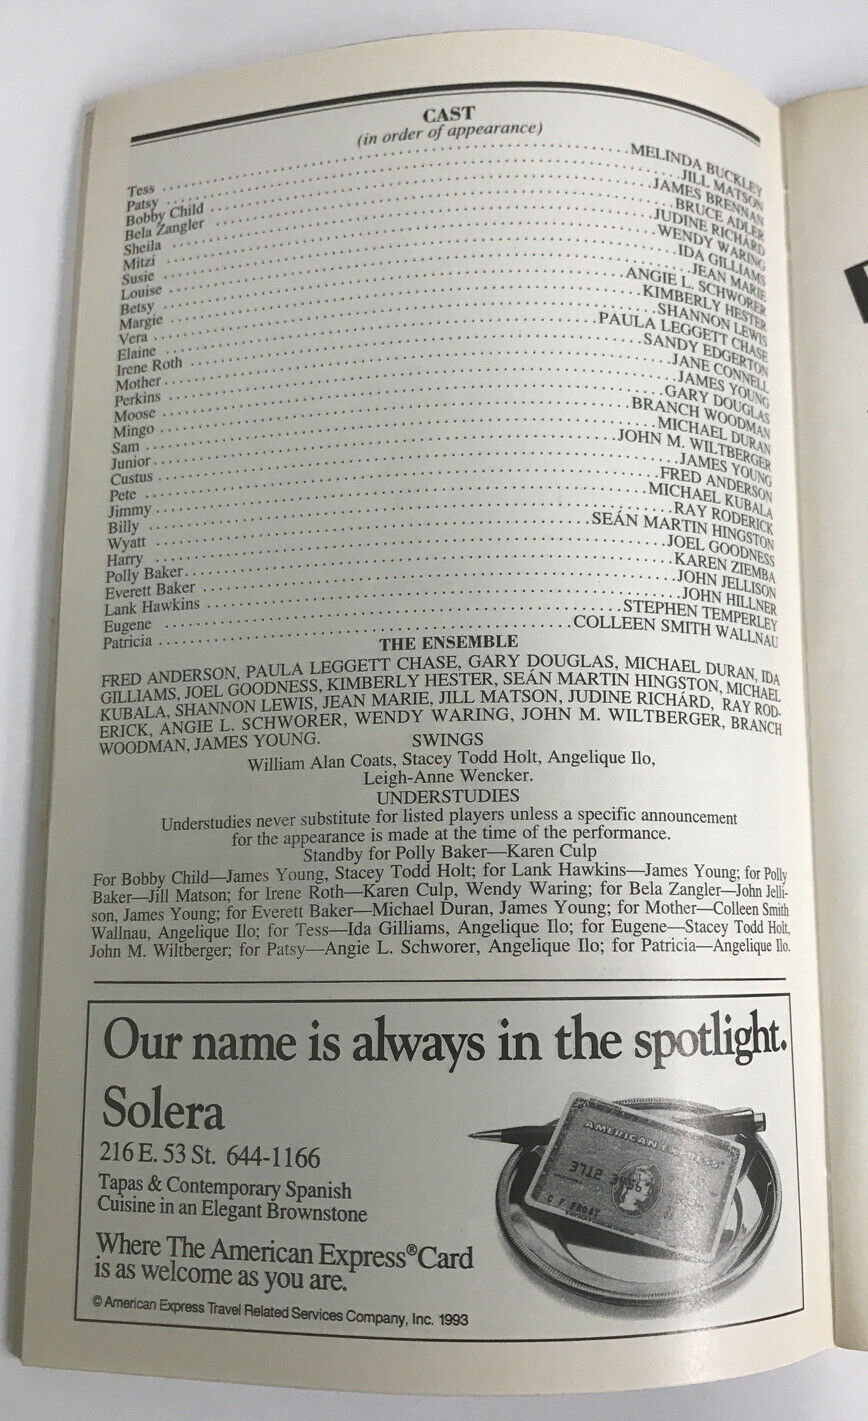 CAST
(in order of appearance)
Tess ........ MELINDA BUCKLEY
Patsy ........ JILL MATSON
Bobby Child ........ JAMES BRENNAN
Bela Zangler ........ BRUCE ADLER
Sheila ........ JUDINE RICHÁRD
Mitzi ........ WENDY WARING
Susie ........ IDA GILLIAMS
Louise ........ JEAN MARIE
Betsy ........ ANGIE L. SCHWORER
Margie ........ KIMBERLY HESTER
Vera ........ SHANNON LEWIS
Elaine ........ PAULA LEGGETT CHASE
Irene Roth ........ SANDY EDGERTON
Mother ........ JANE CONNELL
Perkins ........ JAMES YOUNG
Moose ........ GARY DOUGLAS
Mingo ........ BRANCH WOODMAN
Sam ........ MICHAEL DURAN
Junior ........ JOHN M. WILTBERGER
Custus ........ JAMES YOUNG
Pete ........ FRED ANDERSON
Jimmy ........ MICHAEL KUBALA
Billy ........ RAY RODERICK
Wyatt ........ SEÁN MARTIN HINGSTON
Harry ........ JOEL GOODNESS
Polly Baker ........ KAREN ZIEMBA
Everett Baker ........ JOHN JELLISON
Lank Hawkins ........ JOHN HILLNER
Eugene ........ STEPHEN TEMPERLEY
Patricia ........ COLLEEN SMITH WALLNAU
THE ENSEMBLE
FRED ANDERSON, PAULA LEGGETT CHASE, GARY DOUGLAS, MICHAEL DURAN, IDA
GILLIAMS, JOEL GOODNESS, KIMBERLY HESTER, SEÁN MARTIN HINGSTON, MICHAEL
KUBALA, SHANNON LEWIS, JEAN MARIE, JILL MATSON, JUDINE RICHÁRD, RAY ROD-
ERICK, ANGIE L. SCHWORER, WENDY WARING, JOHN M. WILTBERGER, BRANCH
WOODMAN, JAMES YOUNG.
SWINGS
William Alan Coats, Stacey Todd Holt, Angelique Ilo,
Leigh-Anne Wencker.
UNDERSTUDIES
Understudies never substitute for listed players unless a specific announcement
for the appearance is made at the time of the performance.
Standby for Polly Baker—Karen Culp
For Bobby Child—James Young, Stacey Todd Holt; for Lank Hawkins—James Young; for Polly
Baker—Jill Matson; for Irene Roth—Karen Culp, Wendy Waring; for Bela Zangler—John Jelli-
son, James Young; for Everett Baker—Michael Duran, James Young; for Mother—Colleen Smith
Wallnau, Angelique Ilo; for Tess—Ida Gilliams, Angelique Ilo; for Eugene—Stacey Todd Holt,
John M. Wiltberger; for Patsy—Angie L. Schworer, Angelique Ilo; for Patricia—Angelique Ilo.
Our name is always in the spotlight.
Solera
216 E. 53 St. 644-1166
Tapas & Contemporary Spanish
Cuisine in an Elegant Brownstone
Where The American Express® Card
is as welcome as you are.
© American Express Travel Related Services Company, Inc. 1993
AMERICAN EXPRESS
3712
C F FROST